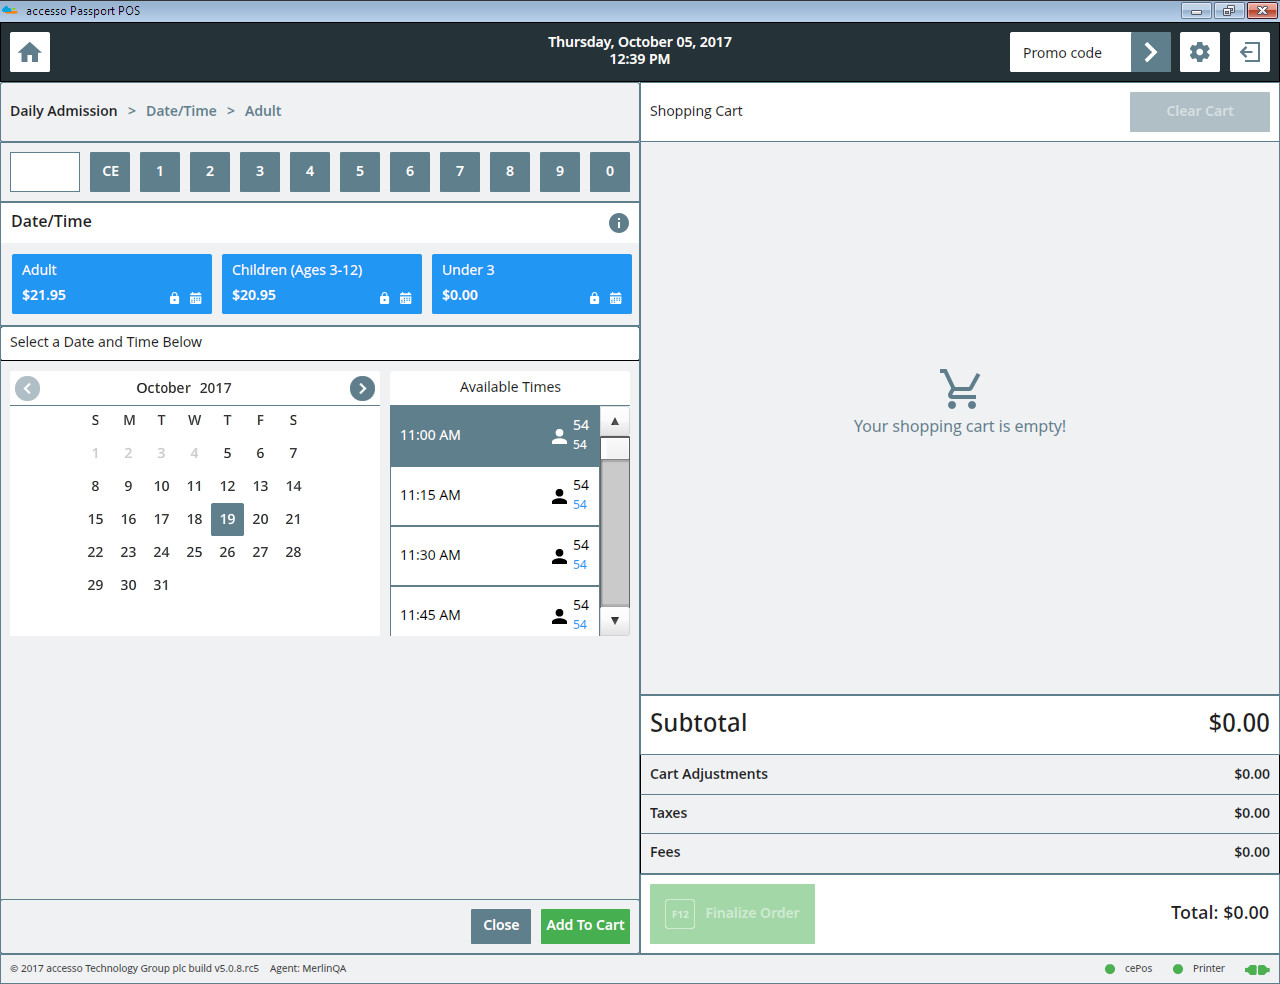 accesso Passport POS
Thursday, October 05, 2017
12:39 PM
Promo code
Daily Admission > Date/Time > Adult
Shopping Cart
Clear Cart
CE 1 2 3 4 5 6 7 8 9 0
Date/Time
Adult
$21.95
Children (Ages 3-12)
$20.95
Under 3
$0.00
Select a Date and Time Below
October 2017
S M T W T F S
1 2 3 4 5 6 7
8 9 10 11 12 13 14
15 16 17 18 19 20 21
22 23 24 25 26 27 28
29 30 31
Available Times
11:00 AM 54
54
11:15 AM 54
54
11:30 AM 54
54
11:45 AM 54
54
Your shopping cart is empty!
Subtotal $0.00
Cart Adjustments $0.00
Taxes $0.00
Fees $0.00
Close
Add To Cart
F12 Finalize Order
Total: $0.00
© 2017 accesso Technology Group plc build v5.0.8.rc5 Agent: MerlinQA
cePos Printer